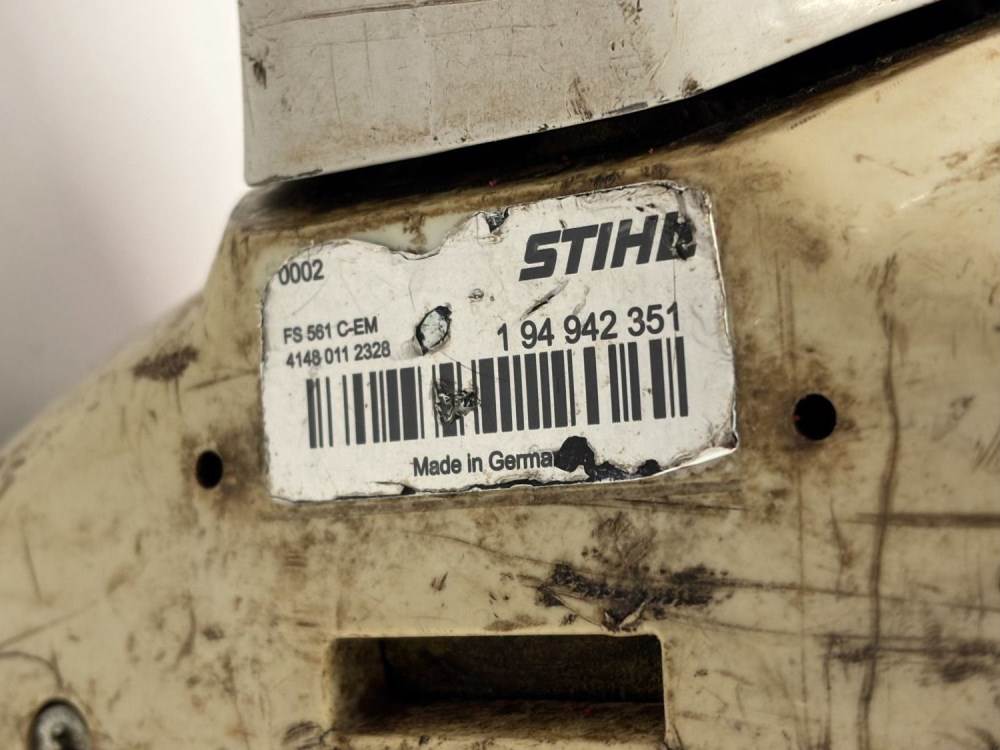 0002
STIHL
FS 561 C-EM
4148 011 2328
1 94 942 351
Made in Germa